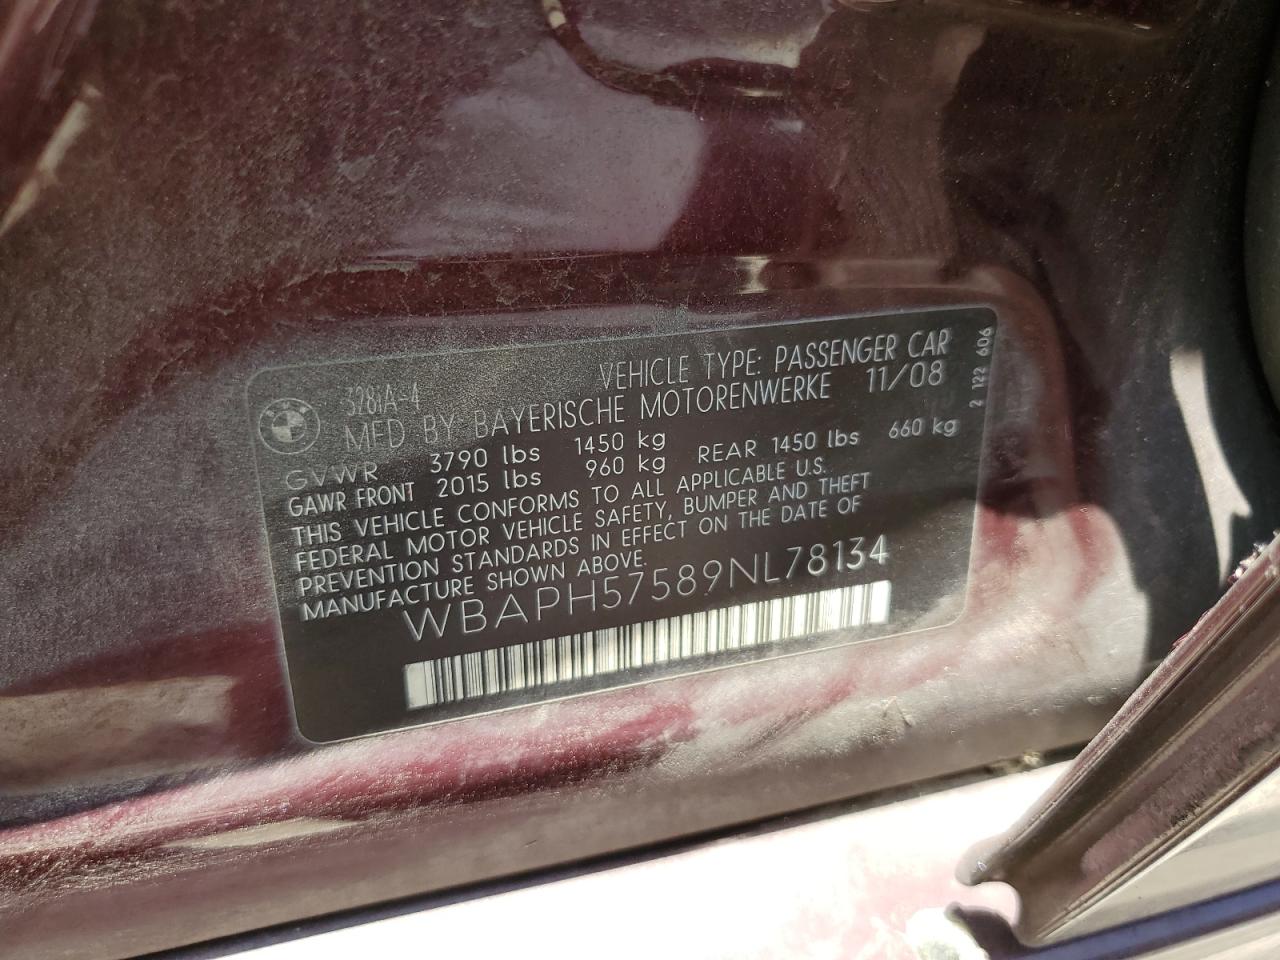 328iA-4
VEHICLE TYPE: PASSENGER CAR
MFD BY BAYERISCHE MOTORENWERKE 11/08
GVWR 3790 lbs 1450 kg
GAWR FRONT 2015 lbs 960 kg REAR 1450 lbs 660 kg
THIS VEHICLE CONFORMS TO ALL APPLICABLE U.S.
FEDERAL MOTOR VEHICLE SAFETY, BUMPER AND THEFT
PREVENTION STANDARDS IN EFFECT ON THE DATE OF
MANUFACTURE SHOWN ABOVE.
WBAPH57589NL78134
2 122 606